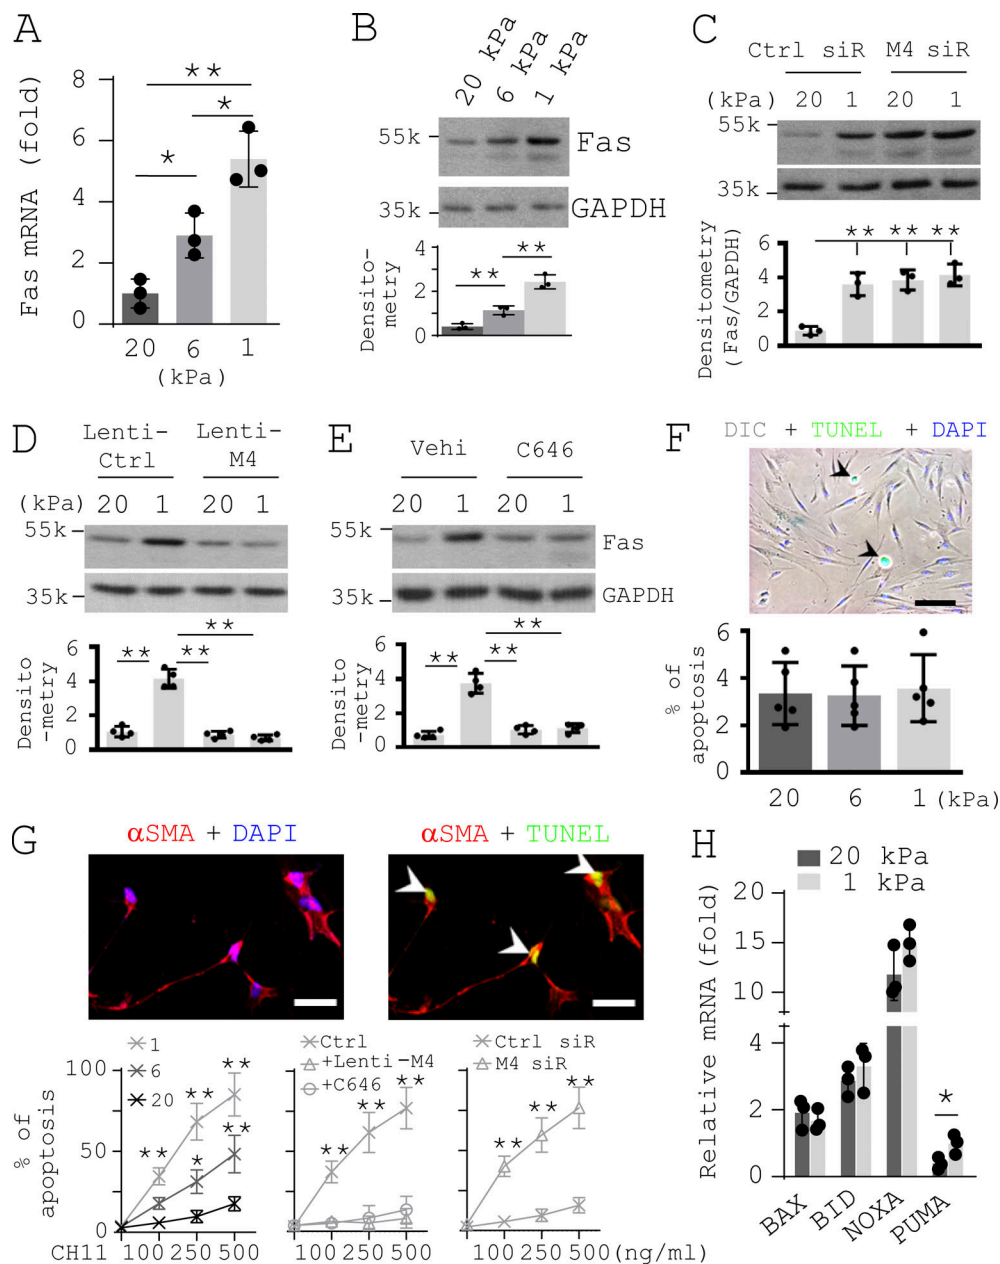 A
Fas mRNA (fold)
8
6
4
2
0
**
*
*
20 6 1
(kPa)
B
20 kPa
6 kPa
1 kPa
55k
Fas
35k
GAPDH
Densito-
metry
4
2
0
**
**
C
Ctrl siR M4 siR
(kPa) 20 1 20 1
55k
35k
Densitometry
(Fas/GAPDH)
6
4
2
0
** ** **
D
Lenti-
Ctrl
Lenti-
M4
(kPa) 20 1 20 1
55k
35k
Densito
-metry
6
4
2
0
**
** **
E
Vehi C646
20 1 20 1
55k
Fas
35k
GAPDH
Densito
-metry
6
4
2
0
**
** **
F
DIC + TUNEL + DAPI
% of
apoptosis
6
4
2
0
20 6 1 (kPa)
G
αSMA + DAPI
αSMA + TUNEL
% of
apoptosis
100
50
0
1
6
20
** ** **
** * **
CH11 100 250 500
Ctrl
+Lenti-M4
+C646
** ** **
100 250 500
Ctrl siR
M4 siR
** ** **
100 250 500 (ng/ml)
H
20 kPa
1 kPa
Relative mRNA (fold)
20
15
10
4
2
0
*
BAX BID NOXA PUMA